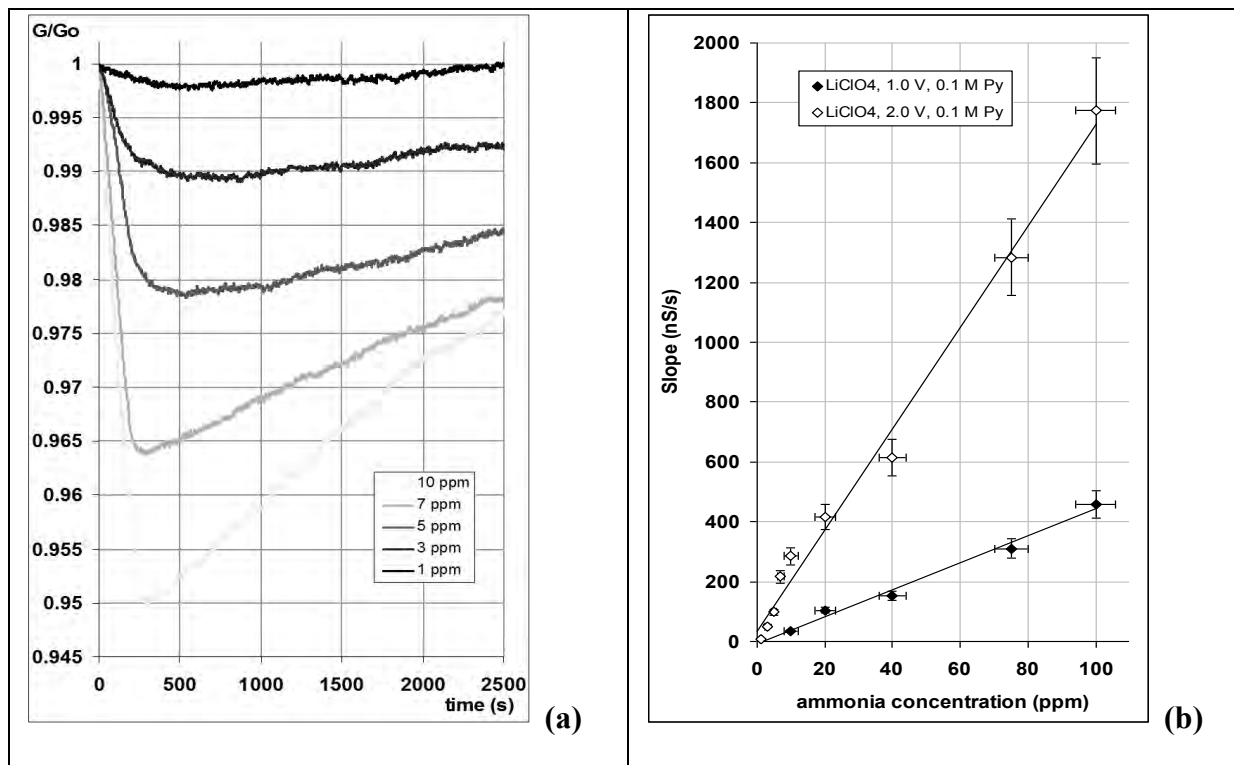 G/Go
1
0.995
0.99
0.985
0.98
0.975
0.97
0.965
0.96
0.955
0.95
0.945
0 500 1000 1500 2000 2500
time (s)
10 ppm
7 ppm
5 ppm
3 ppm
1 ppm
(a)
2000
1800
1600
1400
1200
1000
800
600
400
200
0
Slope (nS/s)
LiClO4, 1.0 V, 0.1 M Py
LiClO4, 2.0 V, 0.1 M Py
0 20 40 60 80 100
ammonia concentration (ppm)
(b)